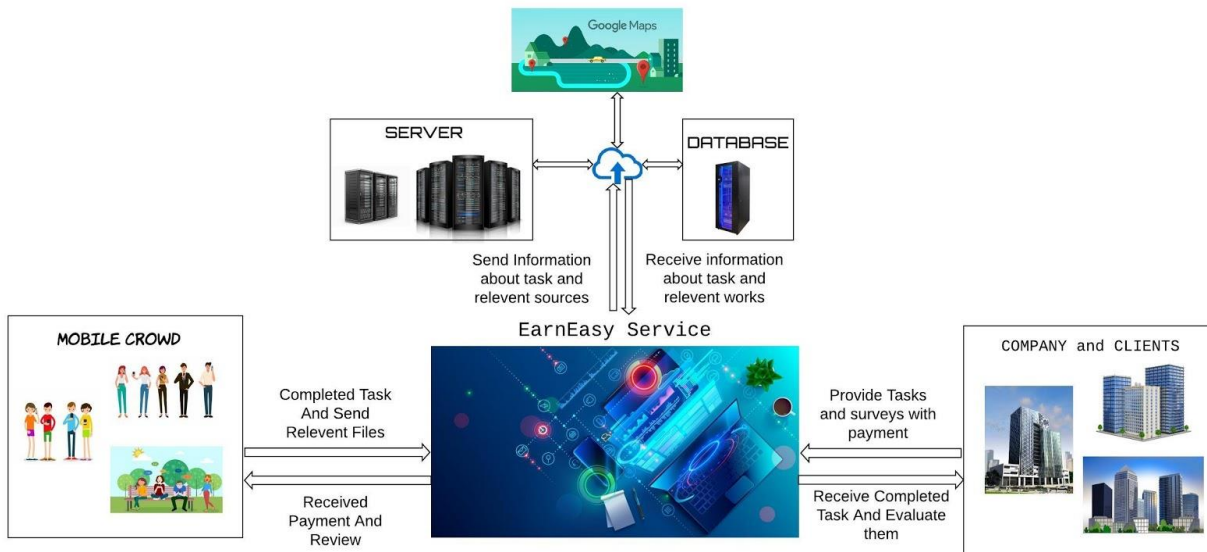 Google Maps
SERVER
DATABASE
Send Information
about task and
relevent sources
Receive information
about task and
relevent works
EarnEasy Service
MOBILE CROWD
COMPANY and CLIENTS
Completed Task
And Send
Relevent Files
Provide Tasks
and surveys with
payment
Received
Payment And
Review
Receive Completed
Task And Evaluate
them